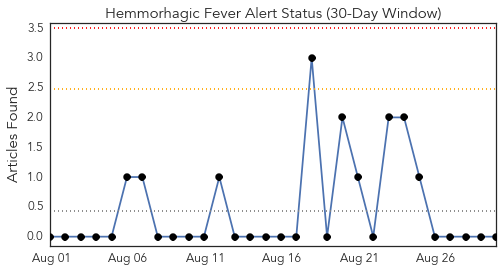 Hemmorhagic Fever Alert Status (30-Day Window)
Articles Found
3.5
3.0
2.5
2.0
1.5
1.0
0.5
0.0
Aug 01 Aug 06 Aug 11 Aug 16 Aug 21 Aug 26